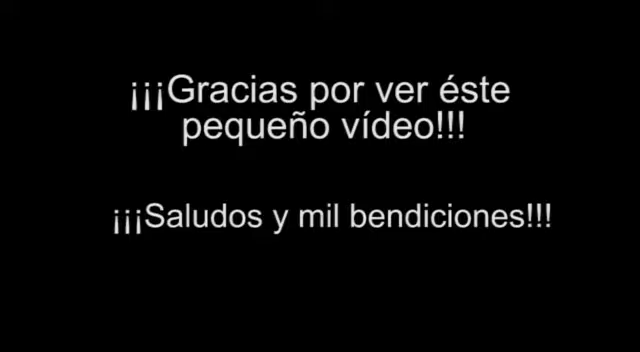 ¡¡¡Gracias por ver éste
pequeño vídeo!!!
¡¡¡Saludos y mil bendiciones!!!